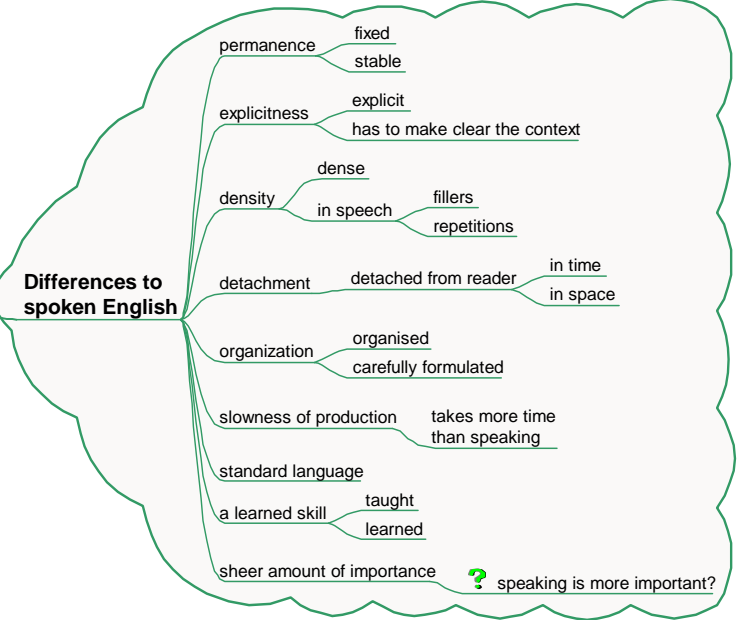 Differences to
spoken English
permanence
fixed
stable
explicitness
explicit
has to make clear the context
density
dense
in speech
fillers
repetitions
detachment
detached from reader
in time
in space
organization
organised
carefully formulated
slowness of production
takes more time
than speaking
standard language
a learned skill
taught
learned
sheer amount of importance
? speaking is more important?